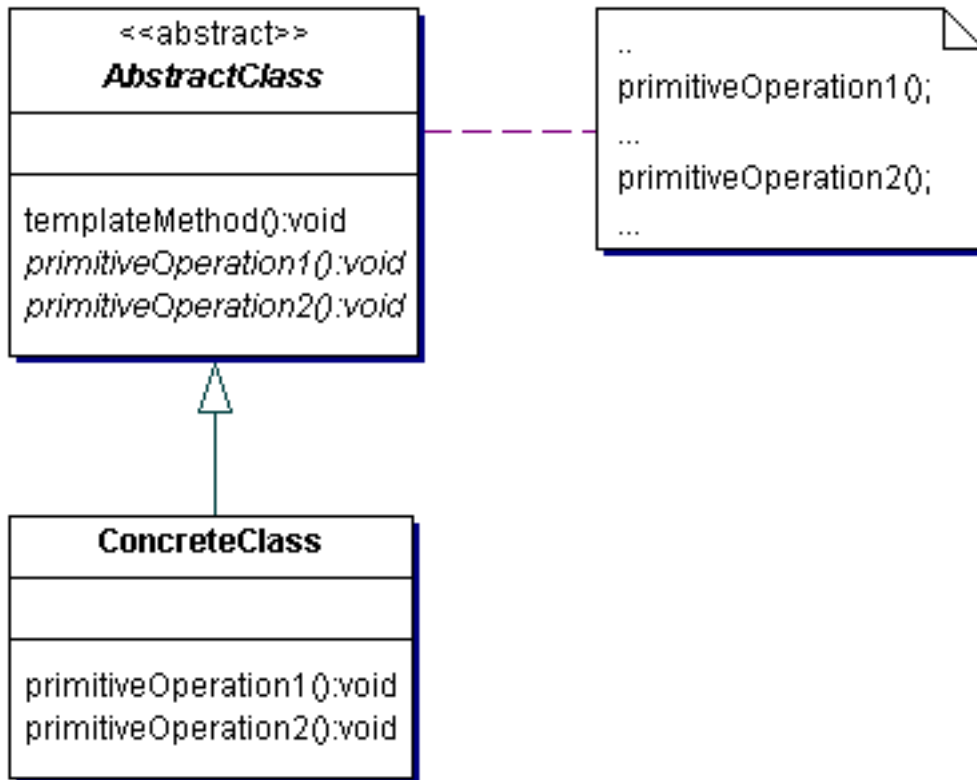 <<abstract>>
AbstractClass
templateMethod():void
primitiveOperation1():void
primitiveOperation2():void
..
primitiveOperation1();
...
primitiveOperation2();
...
ConcreteClass
primitiveOperation1():void
primitiveOperation2():void